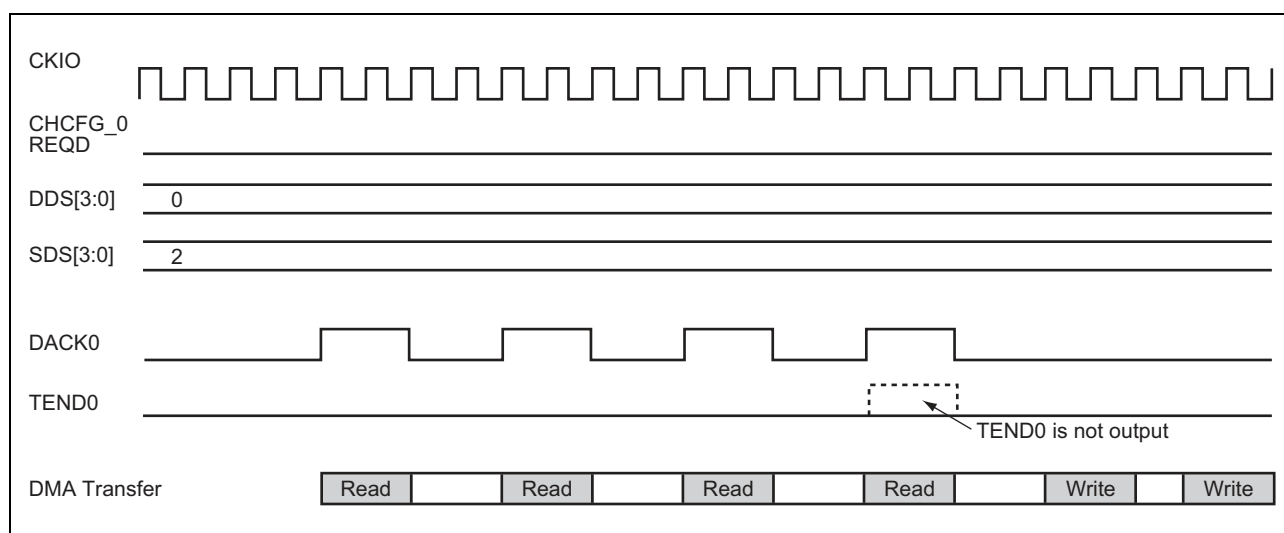 CKIO
CHCFG_0
REQD
DDS[3:0] 0
SDS[3:0] 2
DACK0
TEND0
TEND0 is not output
DMA Transfer Read Read Read Read Write Write